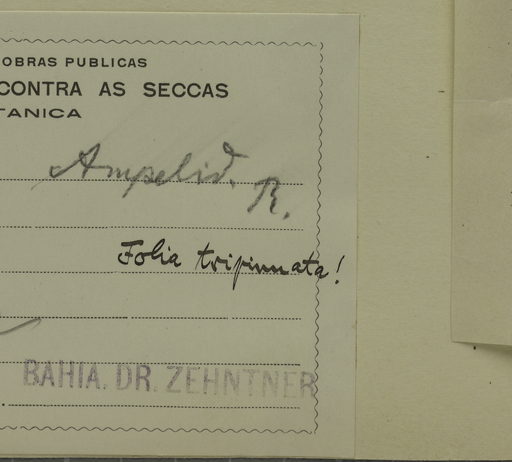 OBRAS PUBLICAS
CONTRA AS SECCAS
TANICA
Ampelid.
R.
Folia tripinnata!
BAHIA. DR. ZEHNTNER